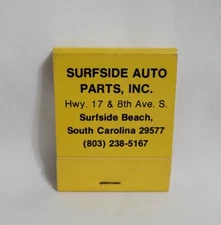 SURFSIDE AUTO
PARTS, INC.
Hwy. 17 & 8th Ave. S.
Surfside Beach,
South Carolina 29577
(803) 238-5167